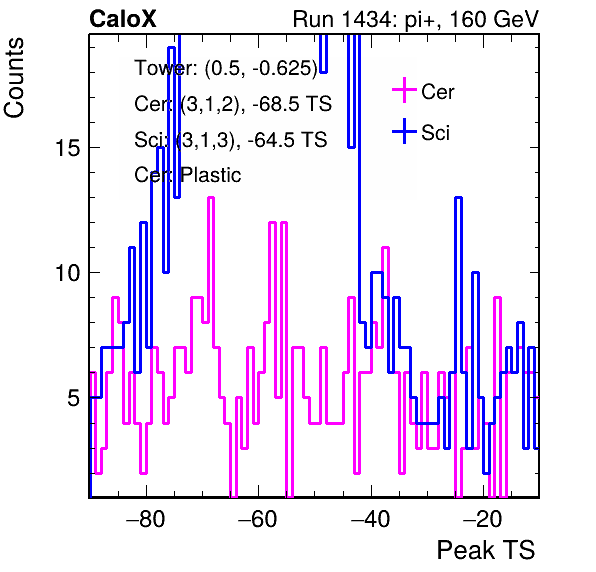 CaloX Run 1434: pi+, 160 GeV
Counts
Tower: (0.5, -0.625)
Cer: (3,1,2), -68.5 TS
Sci: (3,1,3), -64.5 TS
Cer: Plastic
Cer
Sci
15
10
5
−80 −60 −40 −20
Peak TS